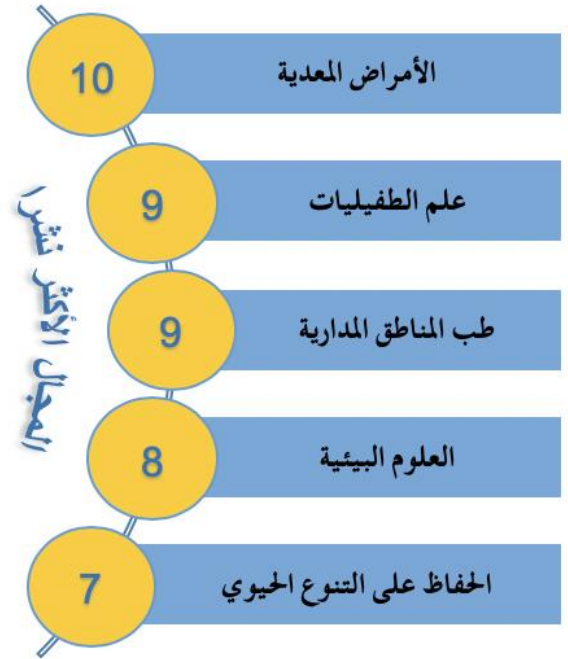 المجال الأكثر نشرا
10
الأمراض المعدية
9
علم الطفيليات
9
طب المناطق المدارية
8
العلوم البيئية
7
الحفاظ على التنوع الحيوي